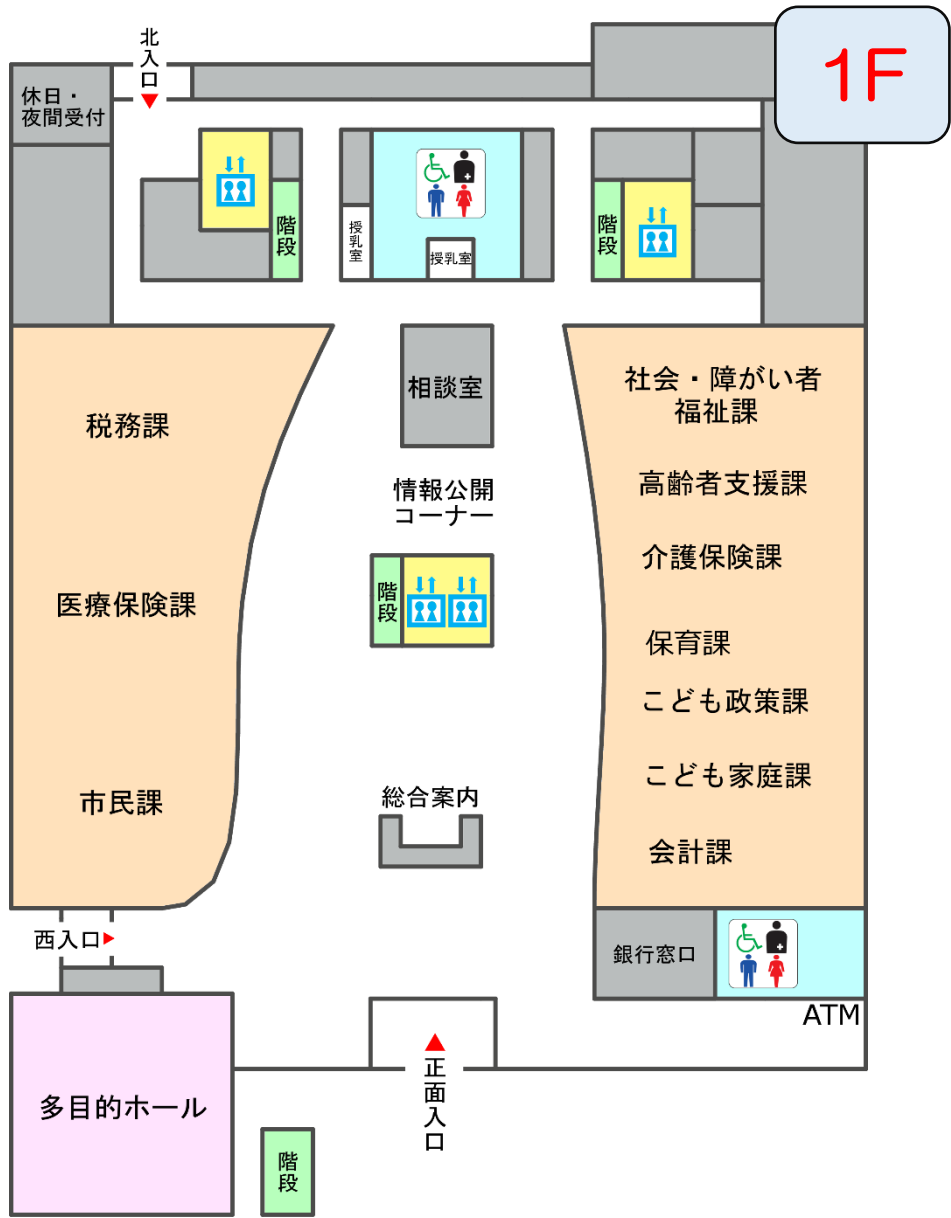 1F
北入口
休日・
夜間受付
階段
授乳室
授乳室
階段
税務課
相談室
社会・障がい者
福祉課
情報公開
コーナー
高齢者支援課
介護保険課
階段
医療保険課
保育課
こども政策課
こども家庭課
総合案内
市民課
会計課
西入口
銀行窓口
ATM
正面入口
多目的ホール
階段